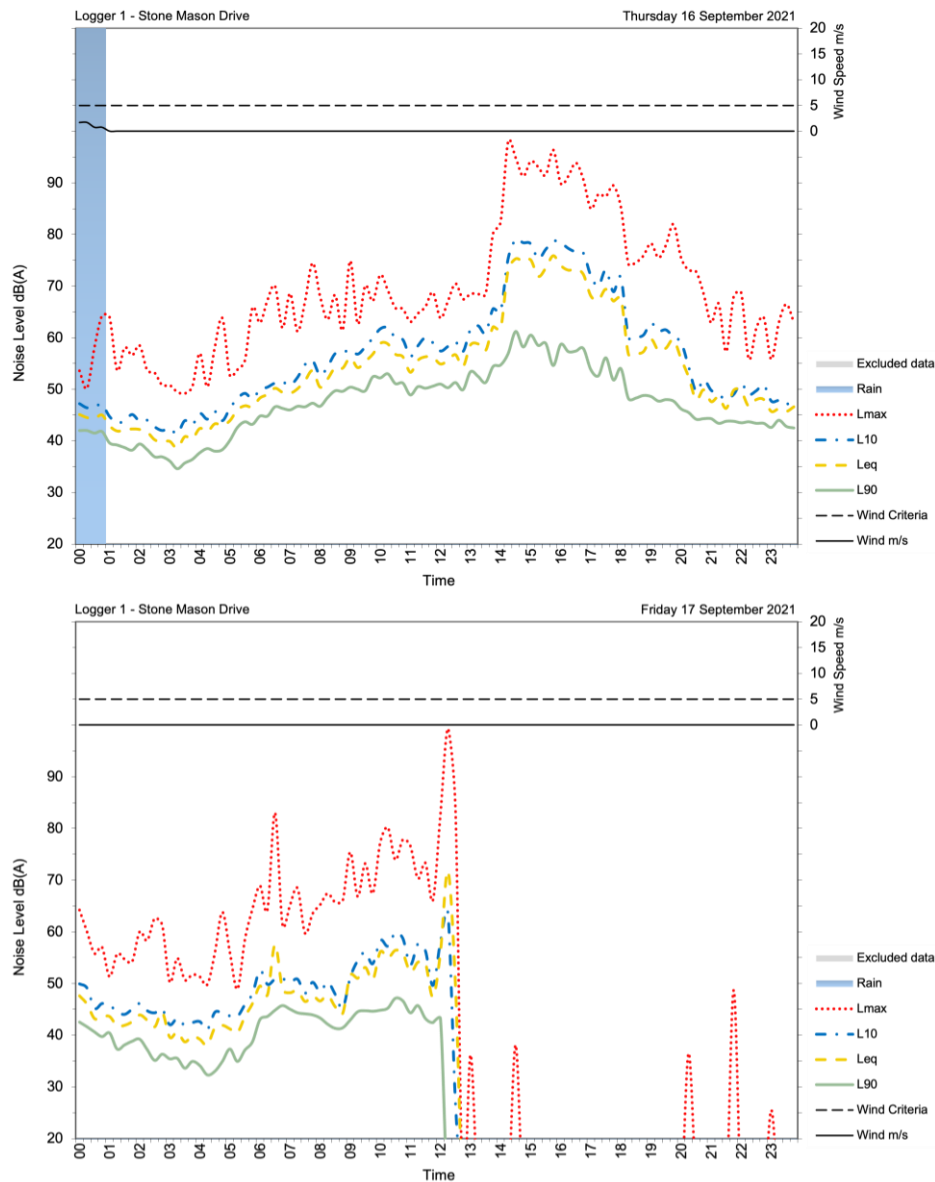 Logger 1 - Stone Mason Drive Thursday 16 September 2021
20
15
10
5
0
Wind Speed m/s
90
80
70
60
50
40
30
20
Noise Level dB(A)
00 01 02 03 04 05 06 07 08 09 10 11 12 13 14 15 16 17 18 19 20 21 22 23
Time
Excluded data
Rain
Lmax
L10
Leq
L90
Wind Criteria
Wind m/s
Logger 1 - Stone Mason Drive Friday 17 September 2021
20
15
10
5
0
Wind Speed m/s
90
80
70
60
50
40
30
20
Noise Level dB(A)
00 01 02 03 04 05 06 07 08 09 10 11 12 13 14 15 16 17 18 19 20 21 22 23
Time
Excluded data
Rain
Lmax
L10
Leq
L90
Wind Criteria
Wind m/s